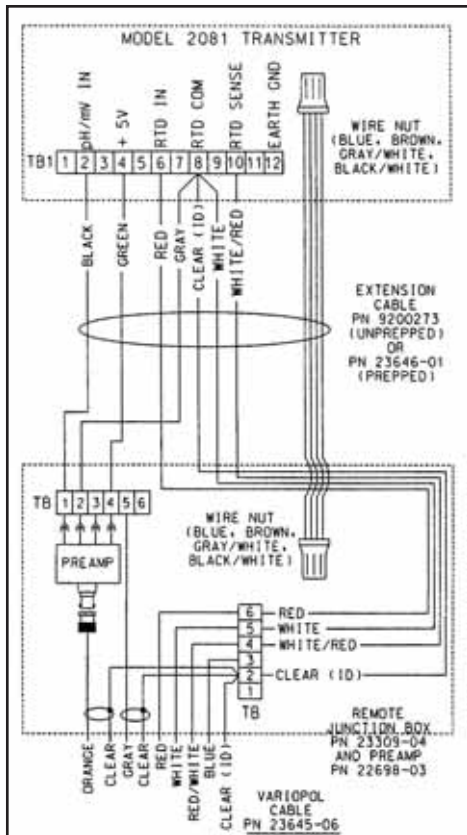 MODEL 2081 TRANSMITTER
pH/mV IN
+ 5V
RTD IN
RTD COM
RTD SENSE
EARTH GND
TB1 1 2 3 4 5 6 7 8 9 10 11 12
WIRE NUT
(BLUE, BROWN,
GRAY/WHITE,
BLACK/WHITE)
BLACK
GREEN
RED
GRAY
CLEAR (ID)
WHITE
WHITE/RED
EXTENSION
CABLE
PN 9200273
(UNPREPPED)
OR
PN 23646-01
(PREPPED)
TB 1 2 3 4 5 6
WIRE NUT
(BLUE, BROWN,
GRAY/WHITE,
BLACK/WHITE)
PREAMP
6 RED
5 WHITE
4 WHITE/RED
3
2 CLEAR (ID)
1
TB
REMOTE
JUNCTION BOX
PN 23309-04
AND PREAMP
PN 22698-03
ORANGE
CLEAR
GRAY
CLEAR
RED
WHITE
RED/WHITE
BLUE
CLEAR (ID)
VARIOPOL
CABLE
PN 23645-06